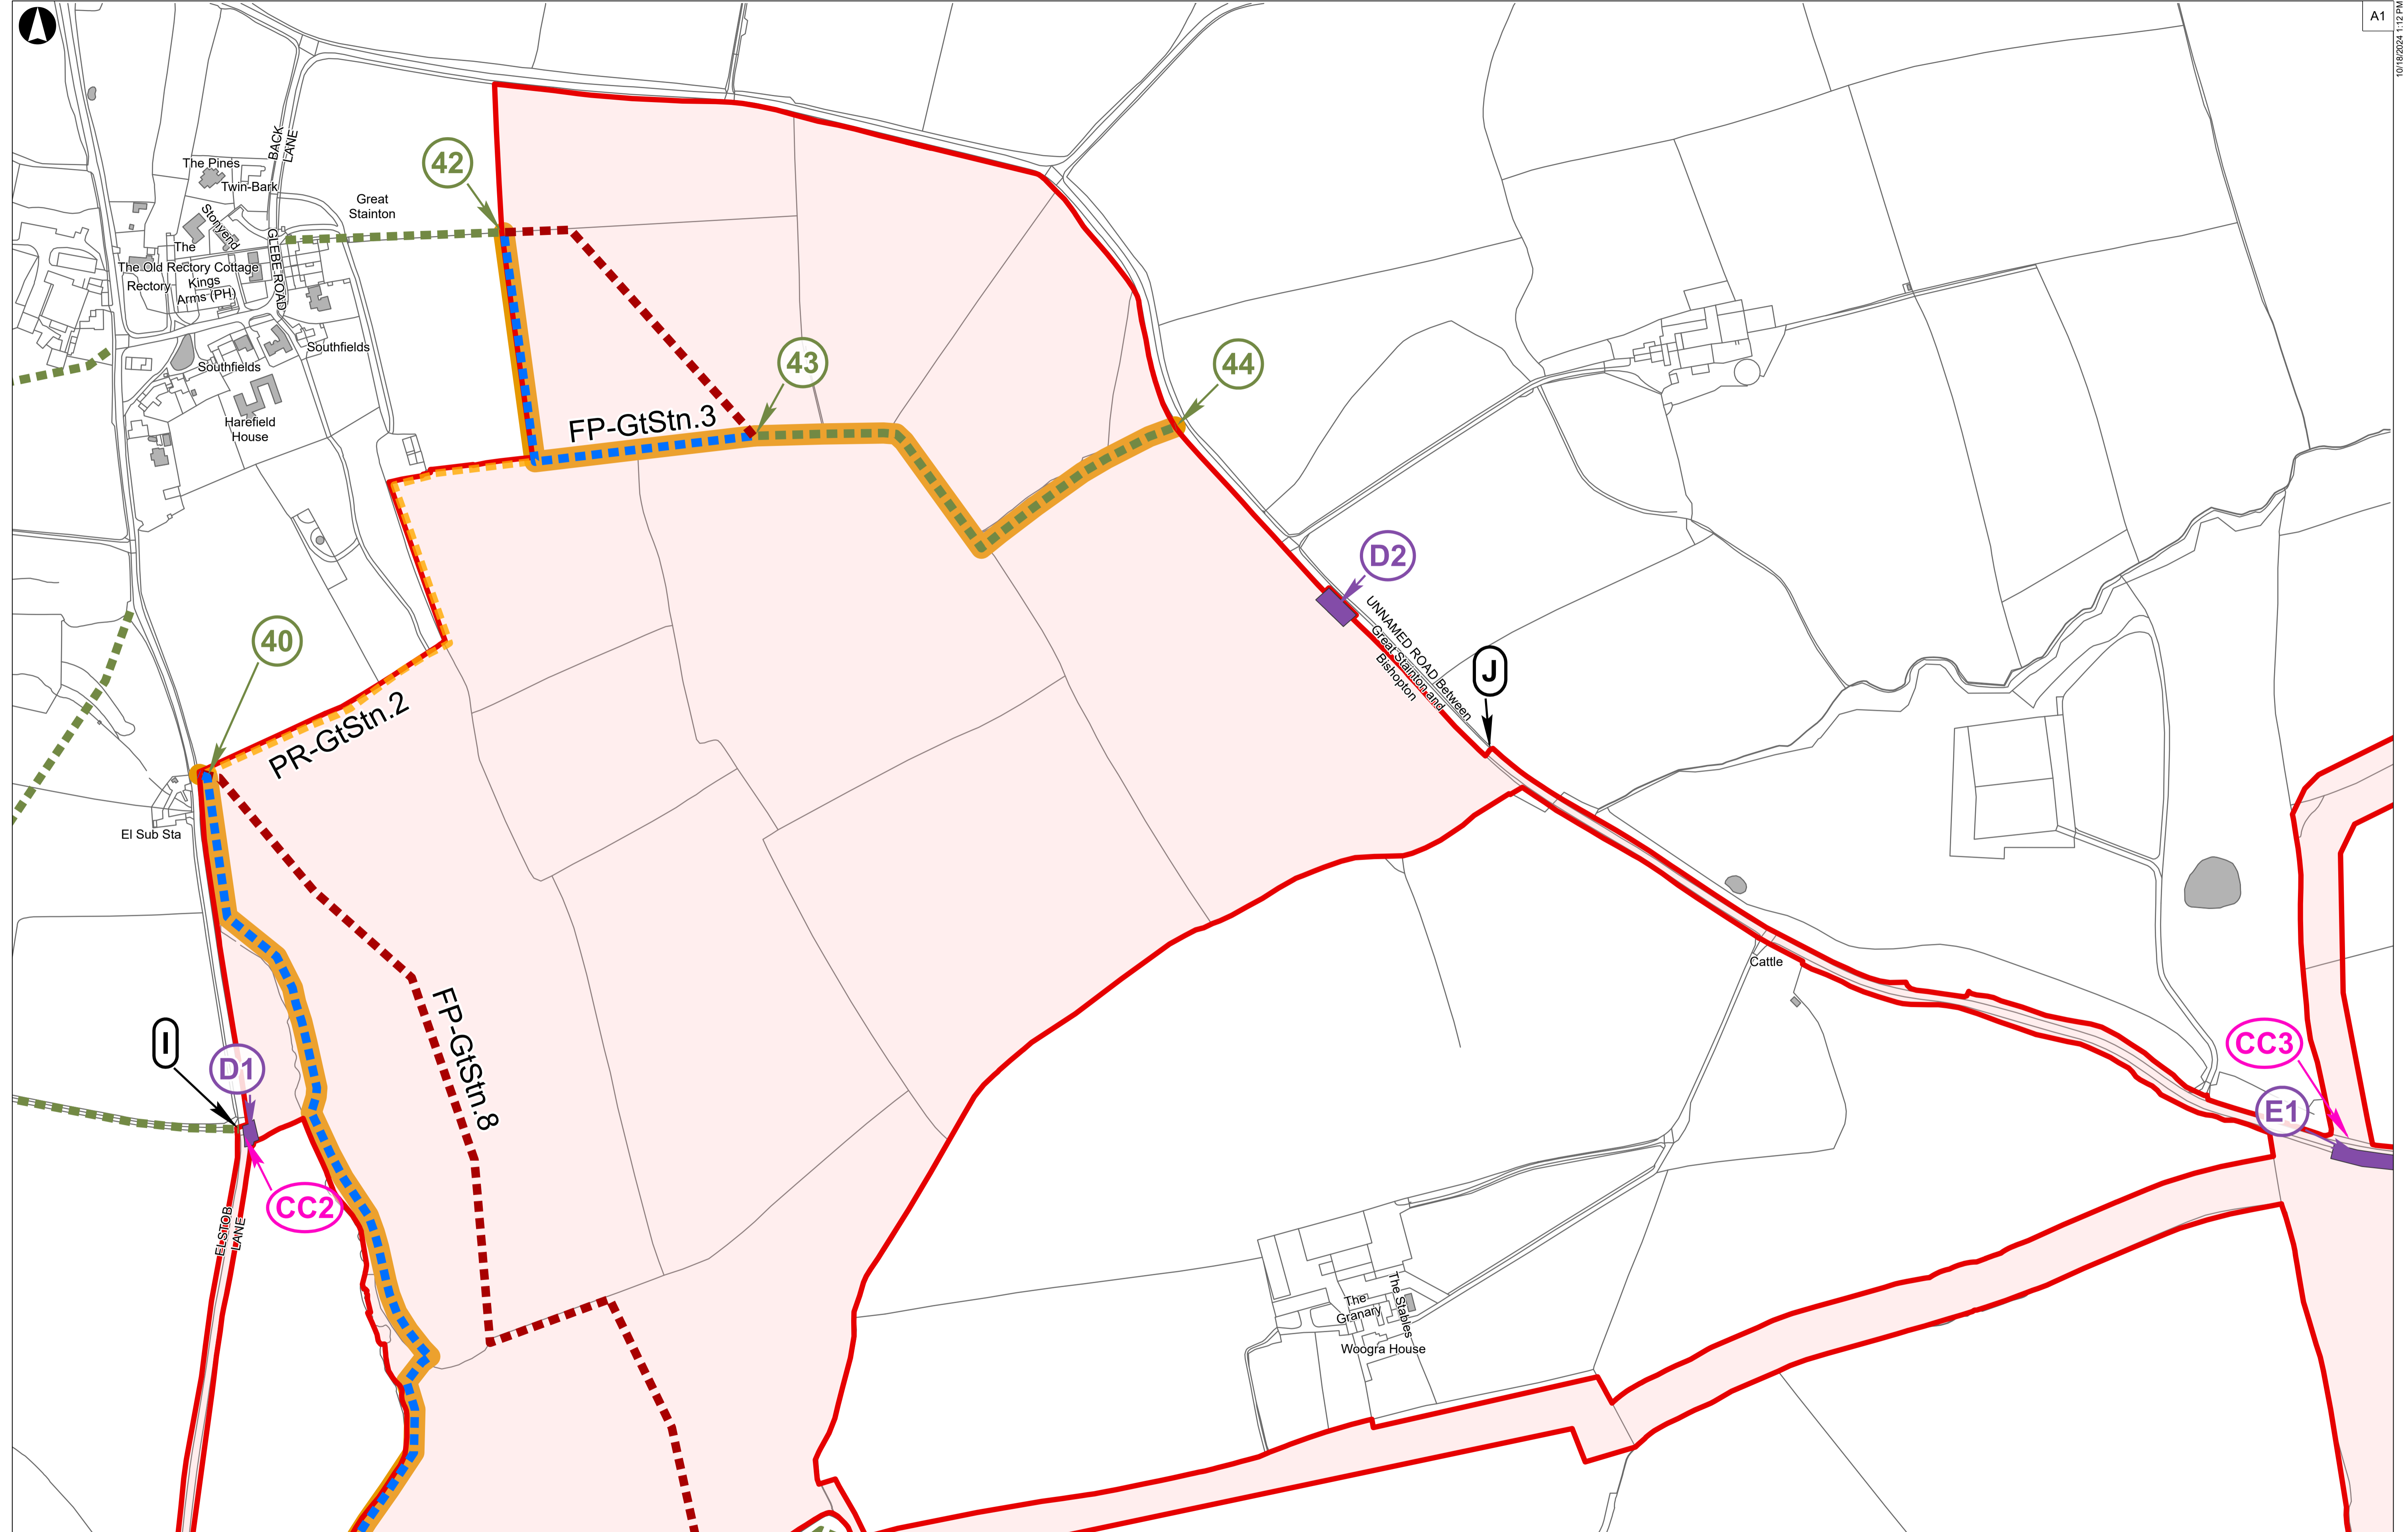 A1
10/18/2024 1:12 PM
BACK
LANE
The Pines
Twin-Bark
42
Great
Stainton
Stonyend
GLEBE ROAD
The
The Old Rectory Cottage
Kings
Rectory
Arms (PH)
Southfields
Southfields
43
44
FP-GtStn.3
Harefield
House
D2
UNNAMED ROAD Between
Great Stainton and
Bishopton
40
J
PR-GtStn.2
El Sub Sta
Cattle
FP-GtStn.8
I
D1
CC3
E1
CC2
ELSTOB
LANE
The
Granary
The Stables
Woogra House